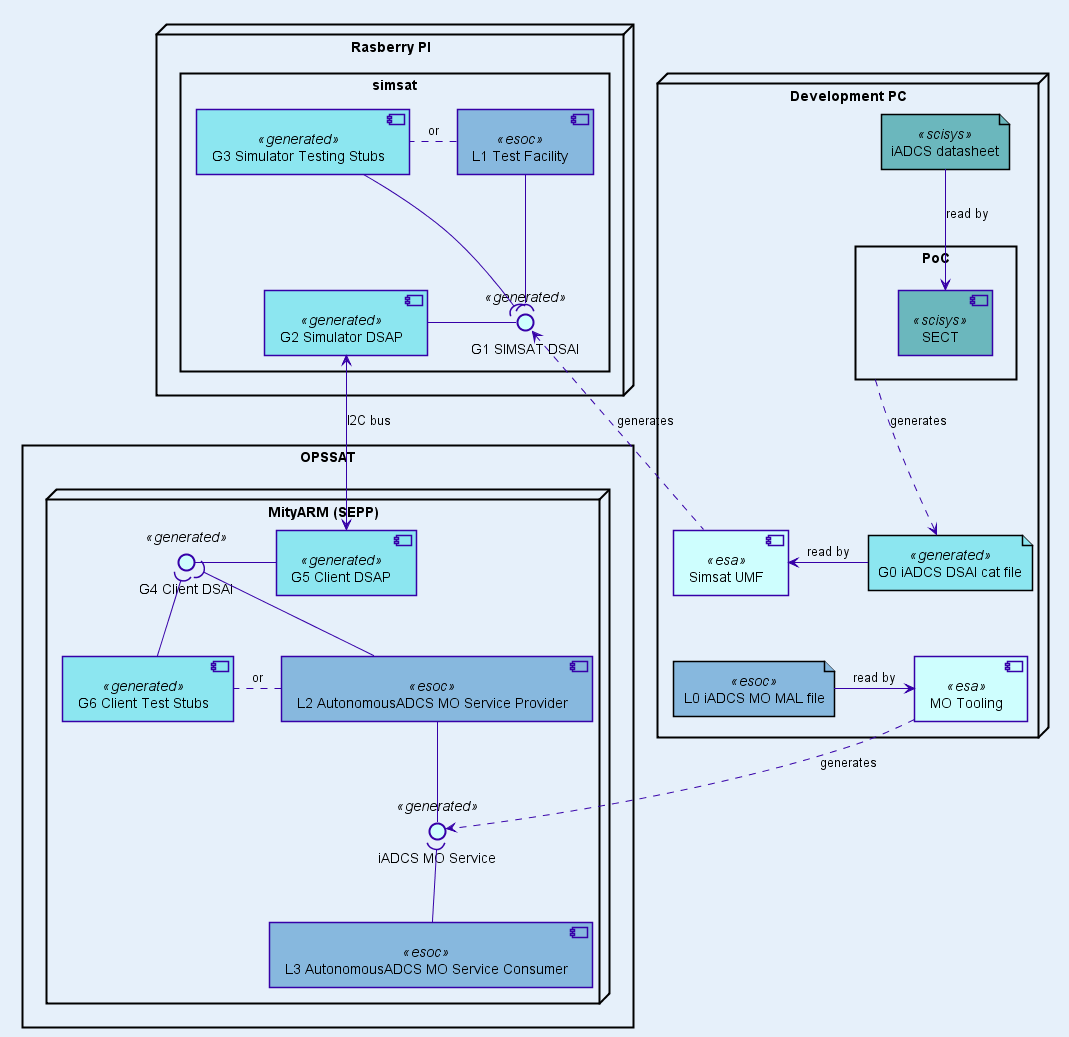 Rasberry PI
simsat
«generated»
G3 Simulator Testing Stubs
or
«esoc»
L1 Test Facility
«generated»
G2 Simulator DSAP
«generated»
G1 SIMSAT DSAI
Development PC
«scisys»
iADCS datasheet
read by
PoC
«scisys»
SECT
generates
generates
I2C bus
OPSSAT
MityARM (SEPP)
«generated»
G4 Client DSAI
«generated»
G5 Client DSAP
«esa»
Simsat UMF
read by
«generated»
G0 iADCS DSAI cat file
«generated»
G6 Client Test Stubs
or
«esoc»
L2 AutonomousADCS MO Service Provider
«esoc»
L0 iADCS MO MAL file
read by
«esa»
MO Tooling
generates
«generated»
iADCS MO Service
«esoc»
L3 AutonomousADCS MO Service Consumer